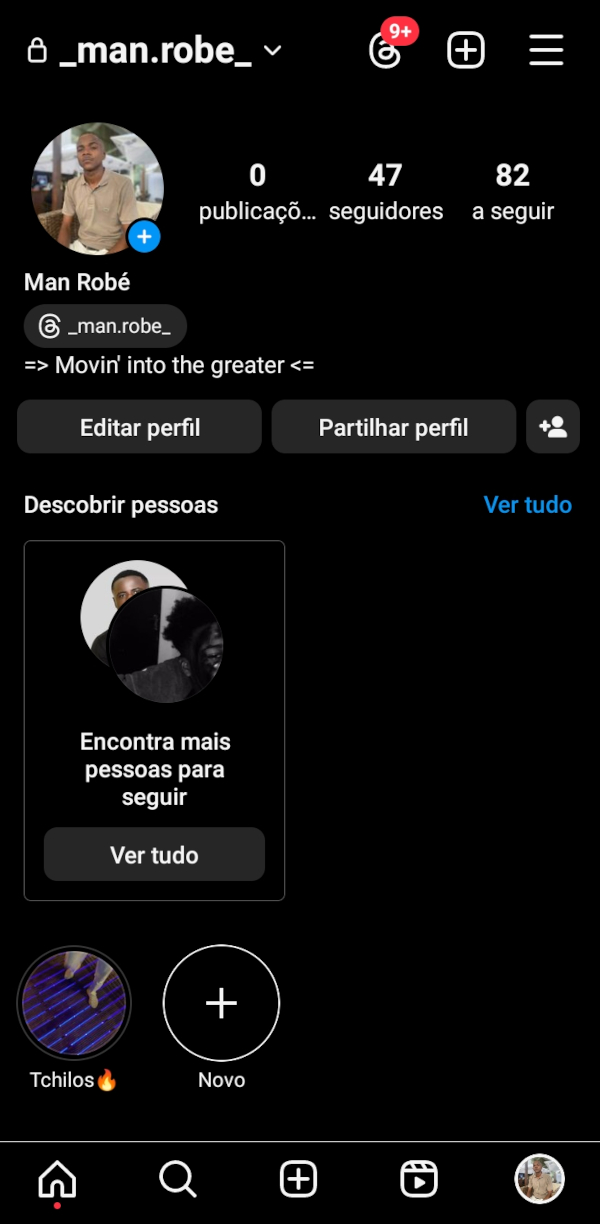 _man.robe_
9+
0
47
82
publicaçõ...
seguidores
a seguir
Man Robé
_man.robe_
=> Movin' into the greater <=
Editar perfil
Partilhar perfil
Descobrir pessoas
Ver tudo
Encontra mais
pessoas para
seguir
Ver tudo
Tchilos🔥
Novo